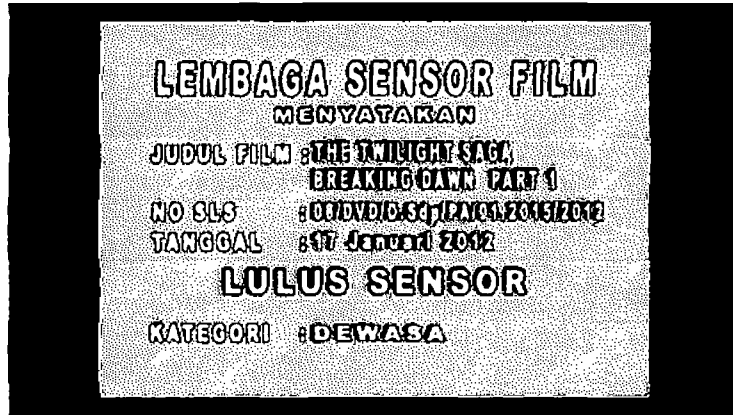 LEMBAGA SENSOR FILM
MENYATAKAN
JUDUL FILM : THE TWILIGHT SAGA
BREAKING DAWN PART 1
NO SLS : 08/DVD/D.Sdj/PA/01.2015/2012
TANGGAL : 17 Januari 2012
LULUS SENSOR
KATEGORI : DEWASA